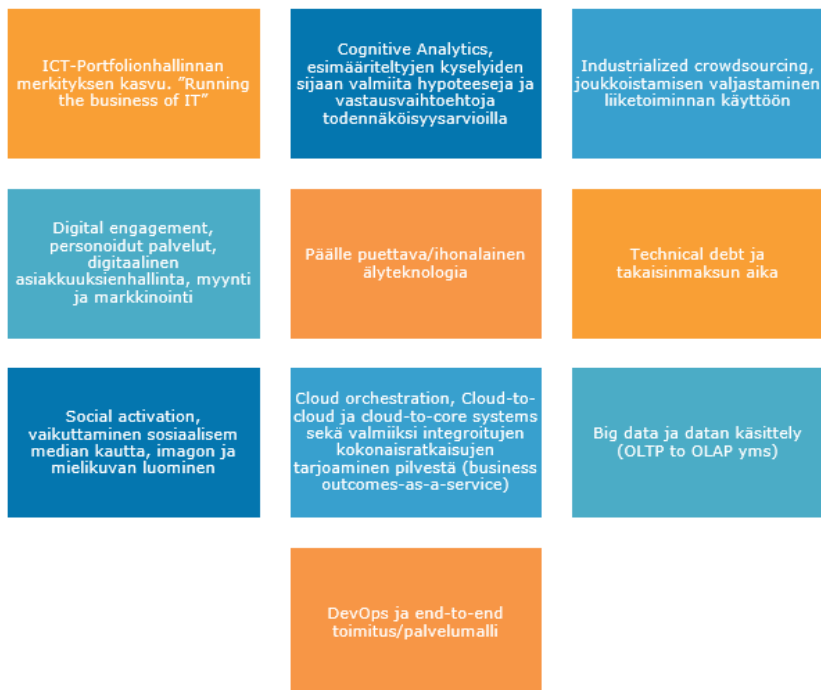 ICT-Portfolionhallinnan
merkityksen kasvu. ”Running
the business of IT”
Cognitive Analytics,
esimääriteltyjen kyselyiden
sijaan valmiita hypoteeseja ja
vastausvaihtoehtoja
todennäköisyysarvioilla
Industrialized crowdsourcing,
joukkoistamisen valjastaminen
liiketoiminnan käyttöön
Digital engagement,
personoidut palvelut,
digitaalinen
asiakkuuksienhallinta, myynti
ja markkinointi
Päälle puettava/ihonalainen
älyteknologia
Technical debt ja
takaisinmaksun aika
Social activation,
vaikuttaminen sosiaalisem
median kautta, imagon ja
mielikuvan luominen
Cloud orchestration, Cloud-to-
cloud ja cloud-to-core systems
sekä valmiiksi integroitujen
kokonaisratkaisujen
tarjoaminen pilvestä (business
outcomes-as-a-service)
Big data ja datan käsittely
(OLTP to OLAP yms)
DevOps ja end-to-end
toimitus/palvelumalli